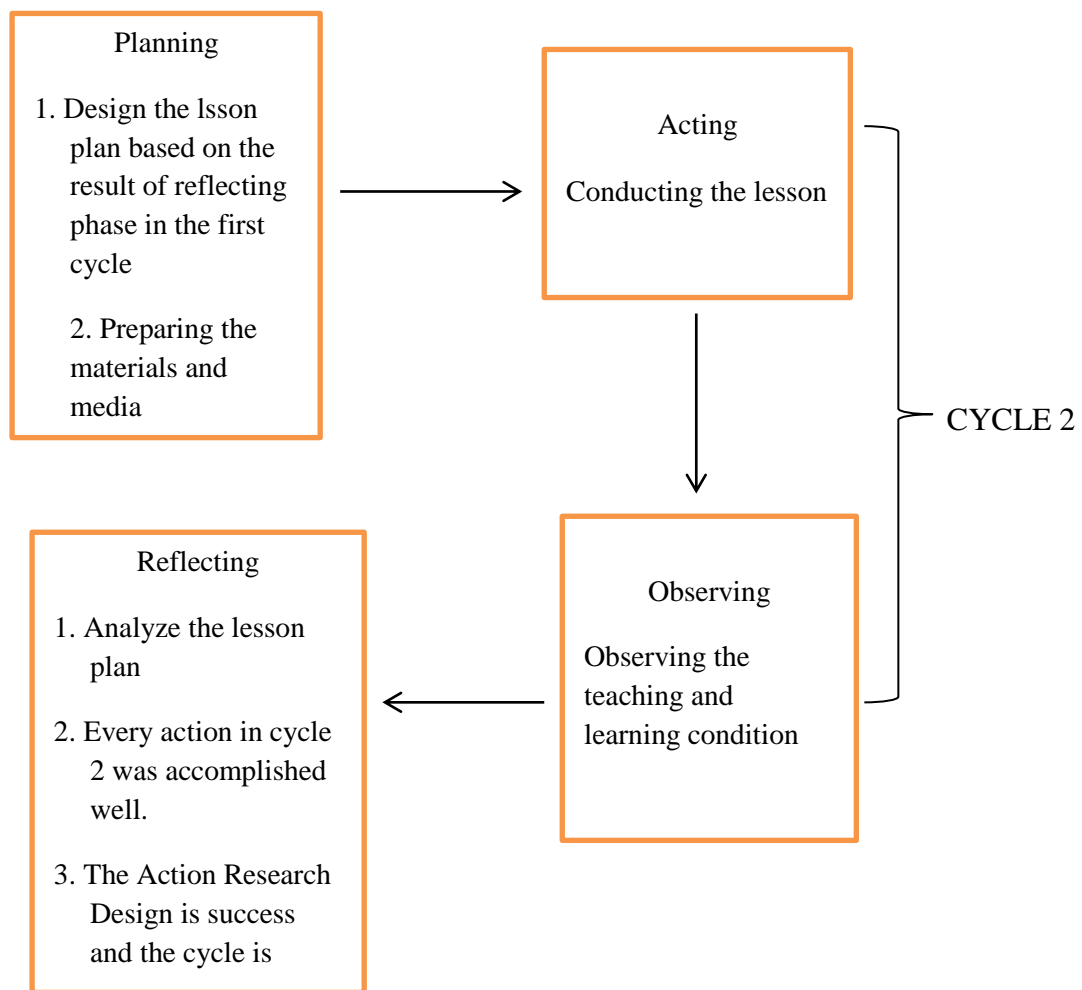 Planning
1. Design the lsson
plan based on the
result of reflecting
phase in the first
cycle
2. Preparing the
materials and
media
Acting
Conducting the lesson
CYCLE 2
Observing
Observing the
teaching and
learning condition
Reflecting
1. Analyze the lesson
plan
2. Every action in cycle
2 was accomplished
well.
3. The Action Research
Design is success
and the cycle is